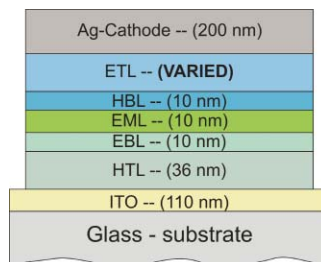 Ag-Cathode -- (200 nm)
ETL -- (VARIED)
HBL -- (10 nm)
EML -- (10 nm)
EBL -- (10 nm)
HTL -- (36 nm)
ITO -- (110 nm)
Glass - substrate